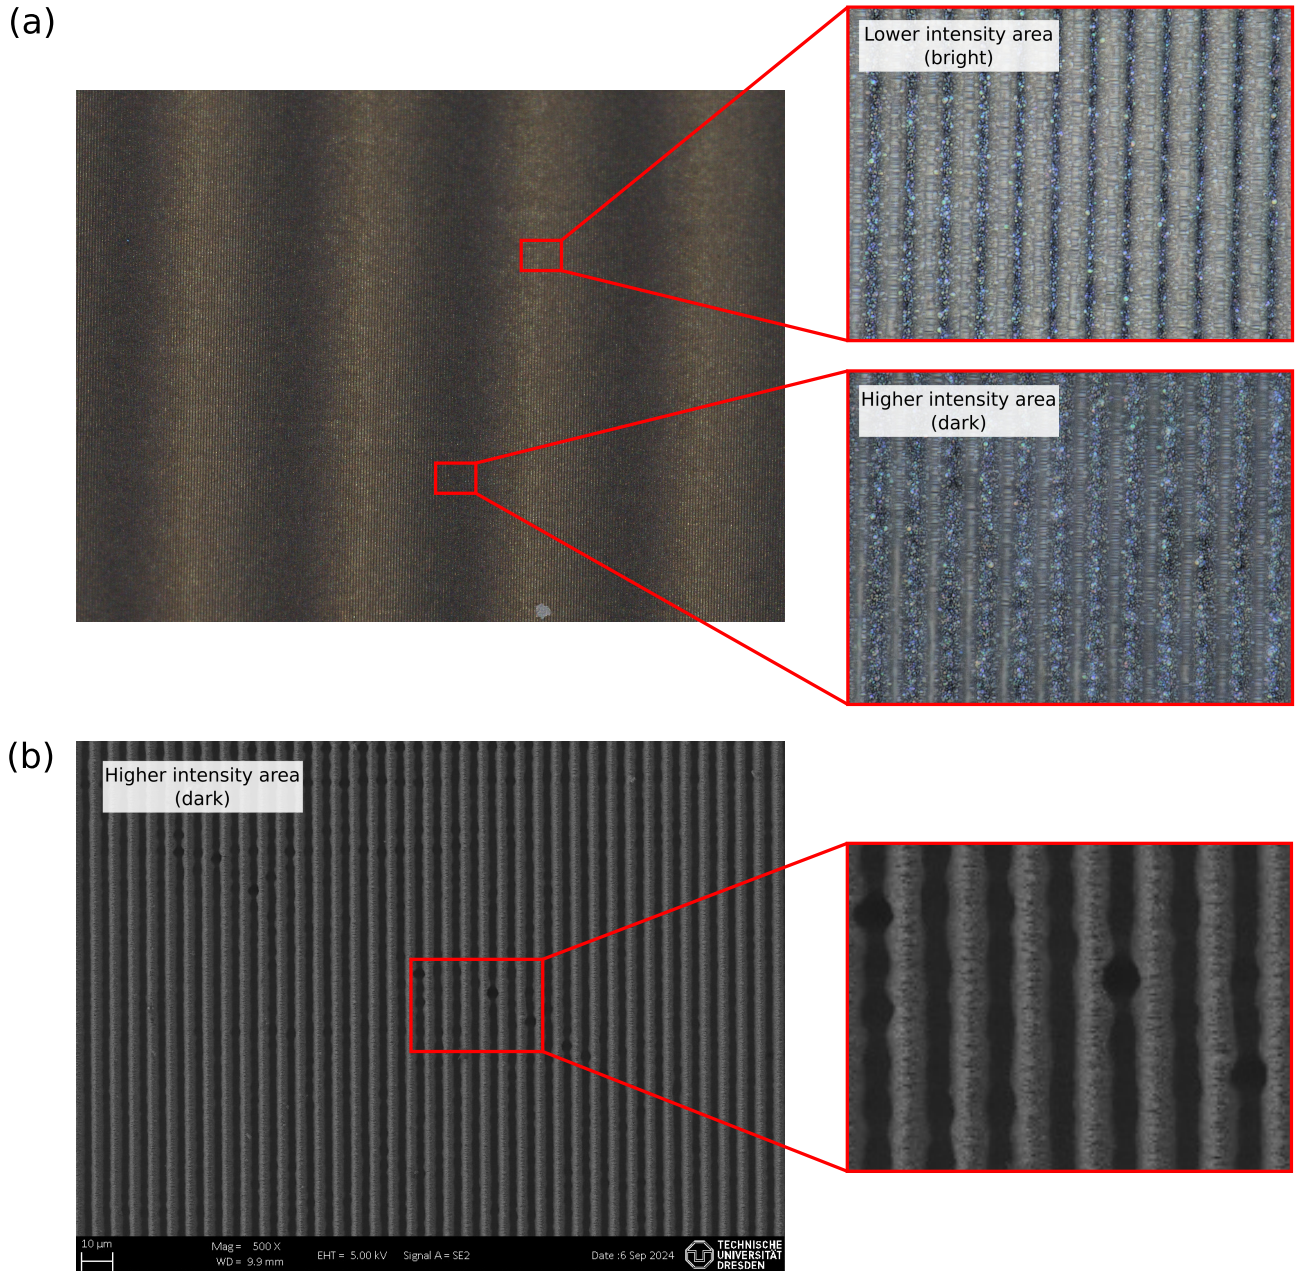 (a)
Lower intensity area
(bright)
Higher intensity area
(dark)
(b)
Higher intensity area
(dark)
10 µm
Mag = 500 X
WD = 9.9 mm
EHT = 5.00 kV
Signal A = SE2
Date :6 Sep 2024
TECHNISCHE
UNIVERSITÄT
DRESDEN